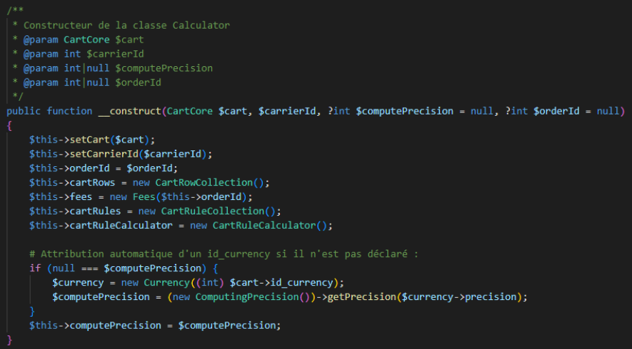 /**
 * Constructeur de la classe Calculator
 * @param CartCore $cart
 * @param int $carrierId
 * @param int|null $computePrecision
 * @param int|null $orderId
 */
public function __construct(CartCore $cart, $carrierId, ?int $computePrecision = null, ?int $orderId = null)
{
    $this->setCart($cart);
    $this->setCarrierId($carrierId);
    $this->orderId = $orderId;
    $this->cartRows = new CartRowCollection();
    $this->fees = new Fees($this->orderId);
    $this->cartRules = new CartRuleCollection();
    $this->cartRuleCalculator = new CartRuleCalculator();

    # Attribution automatique d'un id_currency si il n'est pas déclaré :
    if (null === $computePrecision) {
        $currency = new Currency((int) $cart->id_currency);
        $computePrecision = (new ComputingPrecision())->getPrecision($currency->precision);
    }
    $this->computePrecision = $computePrecision;
}